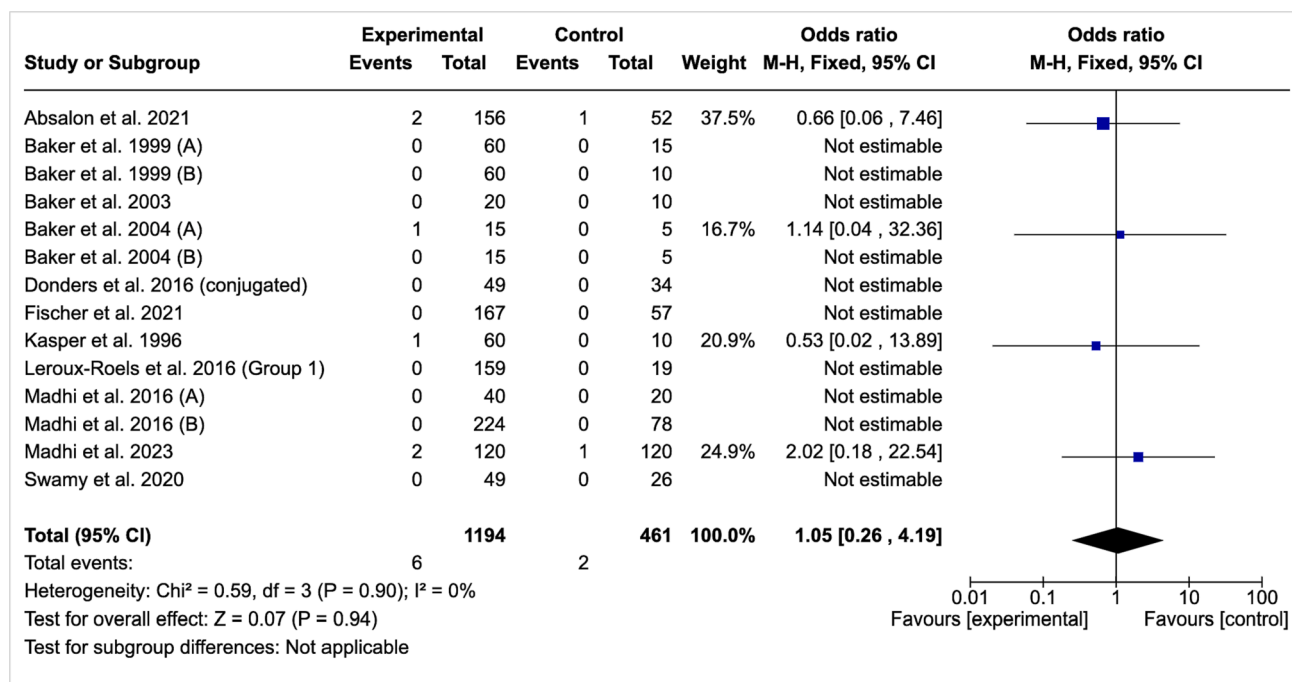 Experimental Control Odds ratio Odds ratio
Study or Subgroup Events Total Events Total Weight M-H, Fixed, 95% CI M-H, Fixed, 95% CI
Absalon et al. 2021 2 156 1 52 37.5% 0.66 [0.06 , 7.46]
Baker et al. 1999 (A) 0 60 0 15 Not estimable
Baker et al. 1999 (B) 0 60 0 10 Not estimable
Baker et al. 2003 0 20 0 10 Not estimable
Baker et al. 2004 (A) 1 15 0 5 16.7% 1.14 [0.04 , 32.36]
Baker et al. 2004 (B) 0 15 0 5 Not estimable
Donders et al. 2016 (conjugated) 0 49 0 34 Not estimable
Fischer et al. 2021 0 167 0 57 Not estimable
Kasper et al. 1996 1 60 0 10 20.9% 0.53 [0.02 , 13.89]
Leroux-Roels et al. 2016 (Group 1) 0 159 0 19 Not estimable
Madhi et al. 2016 (A) 0 40 0 20 Not estimable
Madhi et al. 2016 (B) 0 224 0 78 Not estimable
Madhi et al. 2023 2 120 1 120 24.9% 2.02 [0.18 , 22.54]
Swamy et al. 2020 0 49 0 26 Not estimable
Total (95% CI) 1194 461 100.0% 1.05 [0.26 , 4.19]
Total events: 6 2
Heterogeneity: Chi² = 0.59, df = 3 (P = 0.90); I² = 0%
Test for overall effect: Z = 0.07 (P = 0.94)
Test for subgroup differences: Not applicable
0.01 0.1 1 10 100
Favours [experimental] Favours [control]